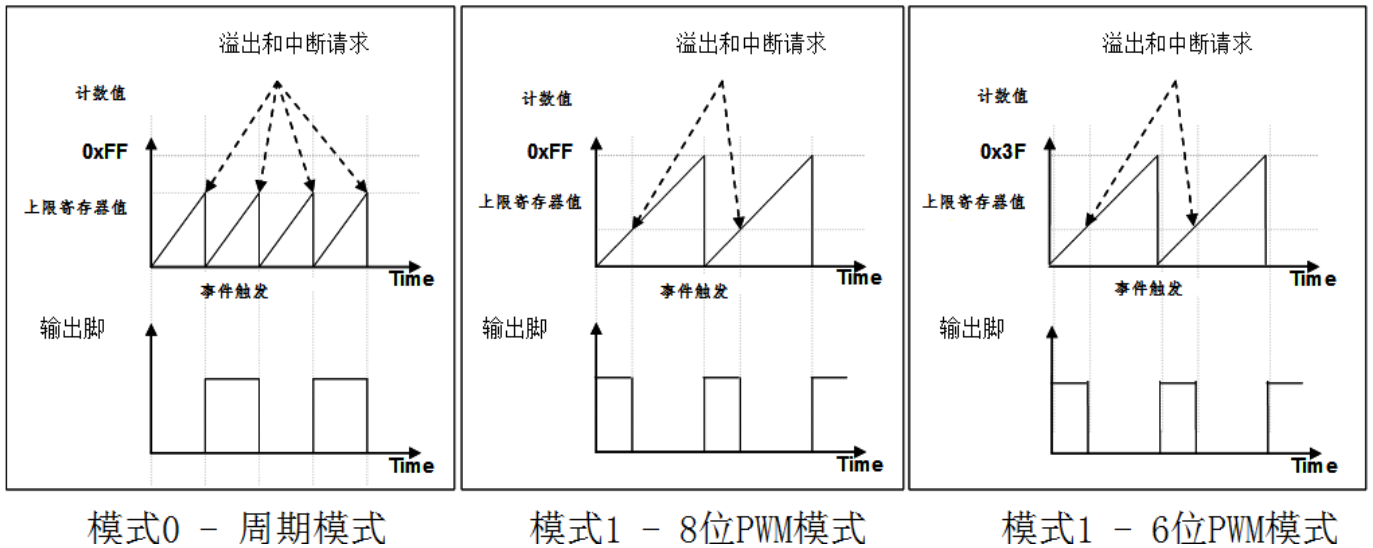 溢出和中断请求
计数值
0xFF
上限寄存器值
Time
事件触发
输出脚
Time
模式0 - 周期模式
溢出和中断请求
计数值
0xFF
上限寄存器值
Time
事件触发
输出脚
Time
模式1 - 8位PWM模式
溢出和中断请求
计数值
0x3F
上限寄存器值
Time
事件触发
输出脚
Time
模式1 - 6位PWM模式